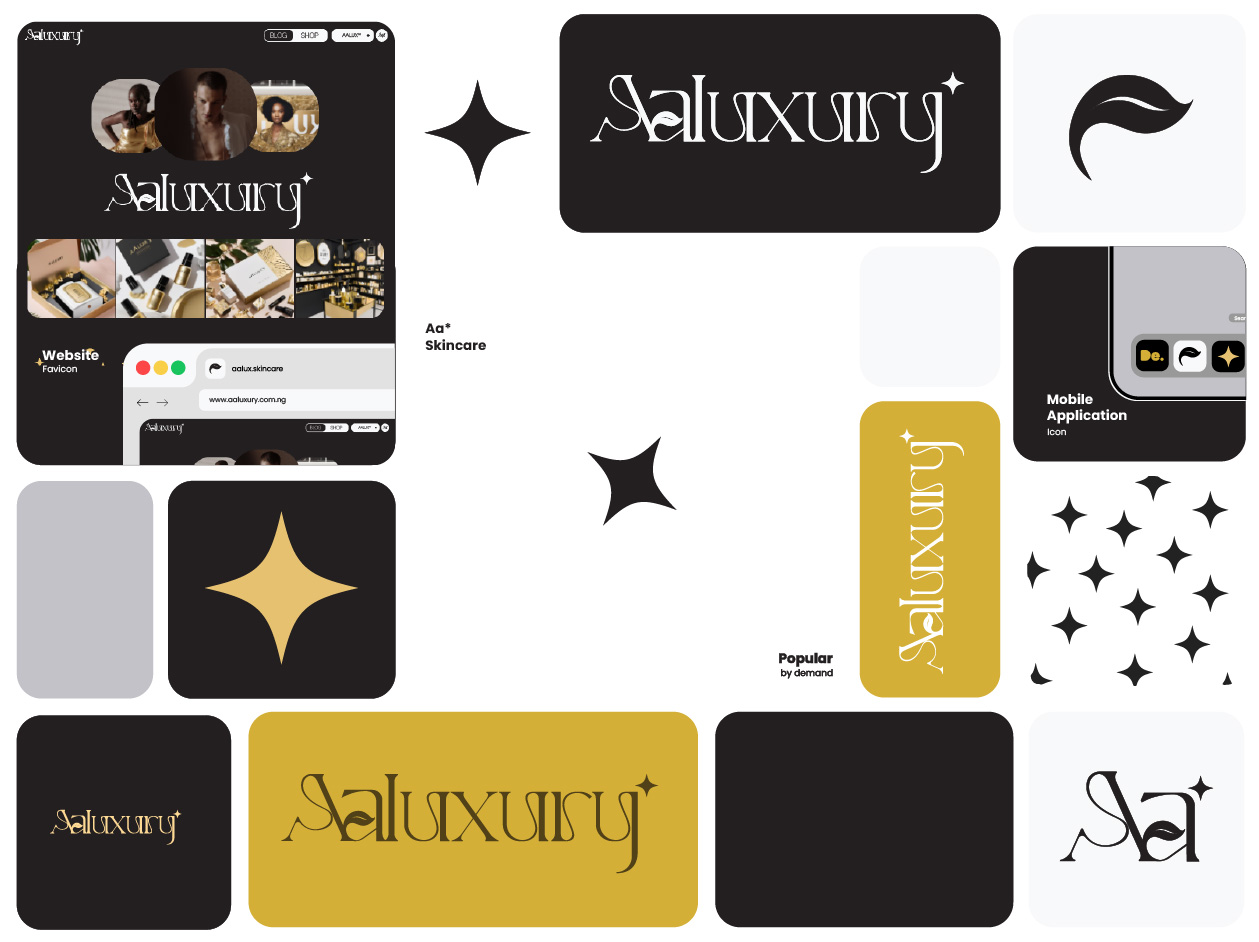 Aaluxury
BLOG SHOP AALUX*
Aaluxury
Aaluxury
Aa*
Skincare
Website
Favicon
aalux.skincare
www.aaluxury.com.ng
Aaluxury
BLOG SHOP
De.
Mobile
Application
Icon
Aaluxury
Popular
by demand
Aaluxury
Aaluxury
Aa